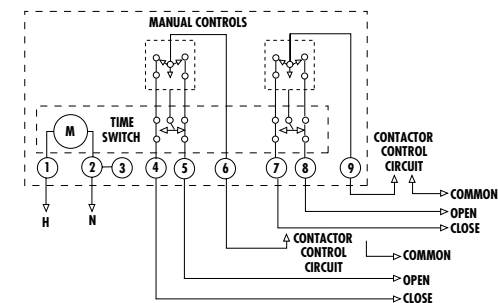 MANUAL CONTROLS
TIME
SWITCH
M
1
2
3
4
5
6
7
8
9
H
N
CONTACTOR
CONTROL
CIRCUIT
COMMON
OPEN
CLOSE
CONTACTOR
CONTROL
CIRCUIT
COMMON
OPEN
CLOSE